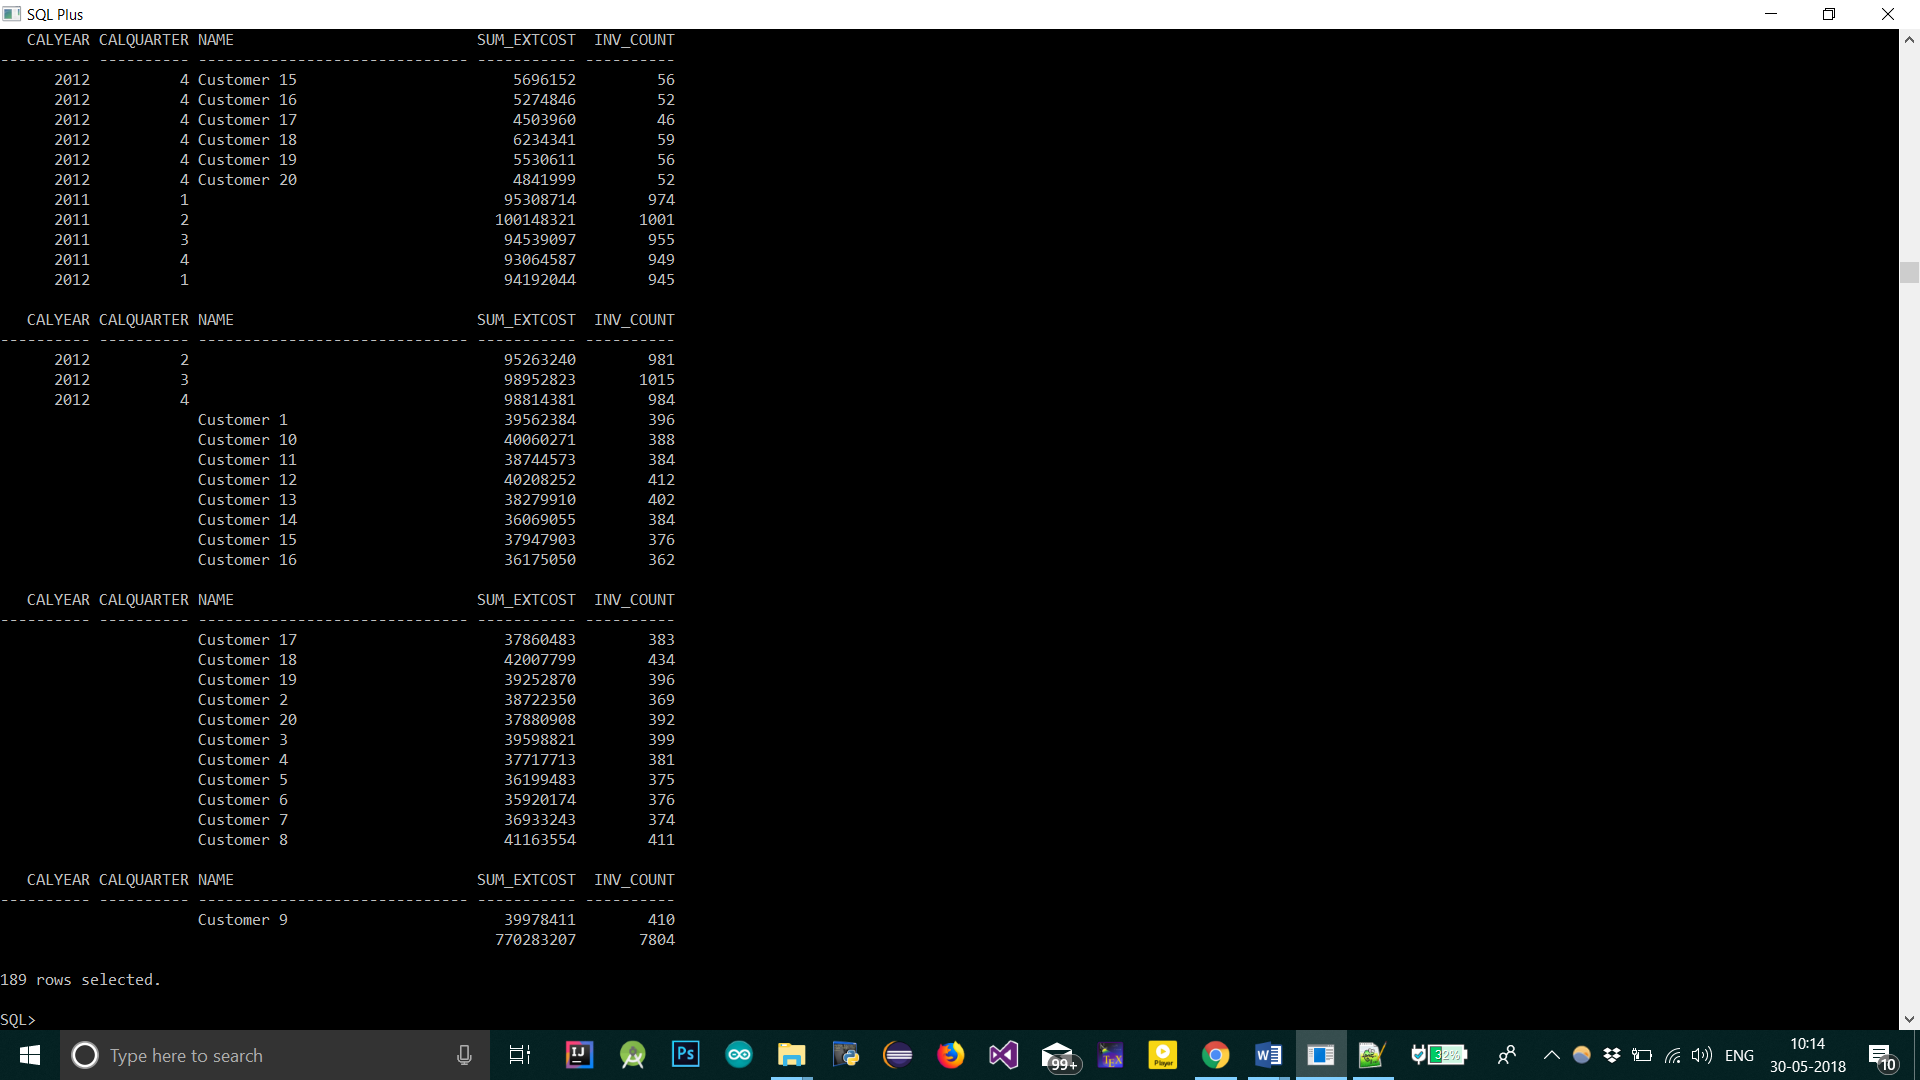 SQL Plus
CALYEAR CALQUARTER NAME SUM_EXTCOST INV_COUNT
---------- ---------- ------------------------------ ----------- ----------
2012 4 Customer 15 5696152 56
2012 4 Customer 16 5274846 52
2012 4 Customer 17 4503960 46
2012 4 Customer 18 6234341 59
2012 4 Customer 19 5530611 56
2012 4 Customer 20 4841999 52
2011 1 95308714 974
2011 2 100148321 1001
2011 3 94539097 955
2011 4 93064587 949
2012 1 94192044 945
CALYEAR CALQUARTER NAME SUM_EXTCOST INV_COUNT
---------- ---------- ------------------------------ ----------- ----------
2012 2 95263240 981
2012 3 98952823 1015
2012 4 98814381 984
Customer 1 39562384 396
Customer 10 40060271 388
Customer 11 38744573 384
Customer 12 40208252 412
Customer 13 38279910 402
Customer 14 36069055 384
Customer 15 37947903 376
Customer 16 36175050 362
CALYEAR CALQUARTER NAME SUM_EXTCOST INV_COUNT
---------- ---------- ------------------------------ ----------- ----------
Customer 17 37860483 383
Customer 18 42007799 434
Customer 19 39252870 396
Customer 2 38722350 369
Customer 20 37880908 392
Customer 3 39598821 399
Customer 4 37717713 381
Customer 5 36199483 375
Customer 6 35920174 376
Customer 7 36933243 374
Customer 8 41163554 411
CALYEAR CALQUARTER NAME SUM_EXTCOST INV_COUNT
---------- ---------- ------------------------------ ----------- ----------
Customer 9 39978411 410
770283207 7804
189 rows selected.
SQL>
Type here to search
IJ
Ps
99+
TEX
Player
32%
ENG
10:14
30-05-2018
10